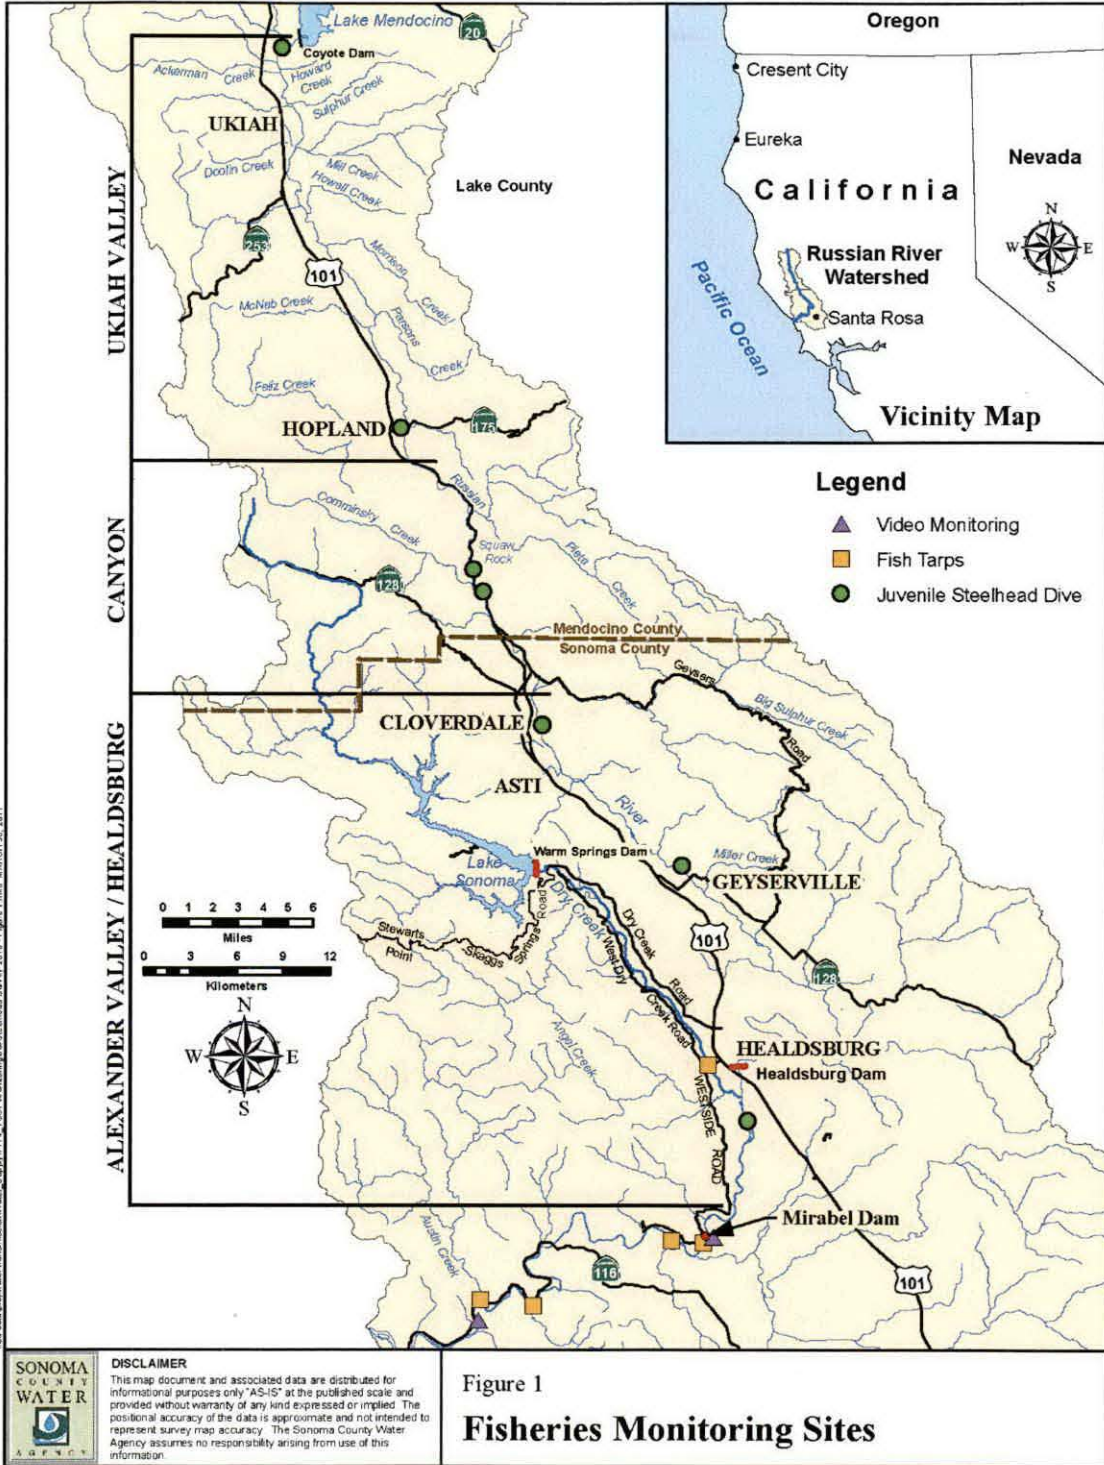 Lake Mendocino
20
Coyote Dam
Ackerman Creek
Howard
Creek
Sulphur Creek
UKIAH
Doolin Creek
Mill Creek
Howell Creek
Lake County
253
101
Morrison Creek
McNab Creek
Parsons Creek
Feliz Creek
HOPLAND
175
UKIAH VALLEY
CANYON
ALEXANDER VALLEY / HEALDSBURG
Russian
Comminsky Creek
Squaw
Rock
Pieta Creek
128
Mendocino County
Sonoma County
Geysers Road
Big Sulphur Creek
CLOVERDALE
ASTI
River
Warm Springs Dam
Miller Creek
GEYSERVILLE
Lake
Sonoma
Dry Creek
Dry Creek Road
West Dry Creek Road
Stewarts
Point
Skaggs
Springs
Road
101
128
0 1 2 3 4 5 6
Miles
0 3 6 9 12
Kilometers
N
W E
S
Angel Creek
HEALDSBURG
Healdsburg Dam
WESTSIDE ROAD
Mirabel Dam
Austin Creek
116
101
Oregon
Cresent City
Eureka
Nevada
California
N
W E
S
Russian River
Watershed
Santa Rosa
Pacific Ocean
Vicinity Map
Legend
Video Monitoring
Fish Tarps
Juvenile Steelhead Dive
SONOMA
COUNTY
WATER
AGENCY
DISCLAIMER
This map document and associated data are distributed for
informational purposes only "AS-IS" at the published scale and
provided without warranty of any kind expressed or implied. The
positional accuracy of the data is approximate and not intended to
represent survey map accuracy. The Sonoma County Water
Agency assumes no responsibility arising from use of this
information.
Figure 1
Fisheries Monitoring Sites